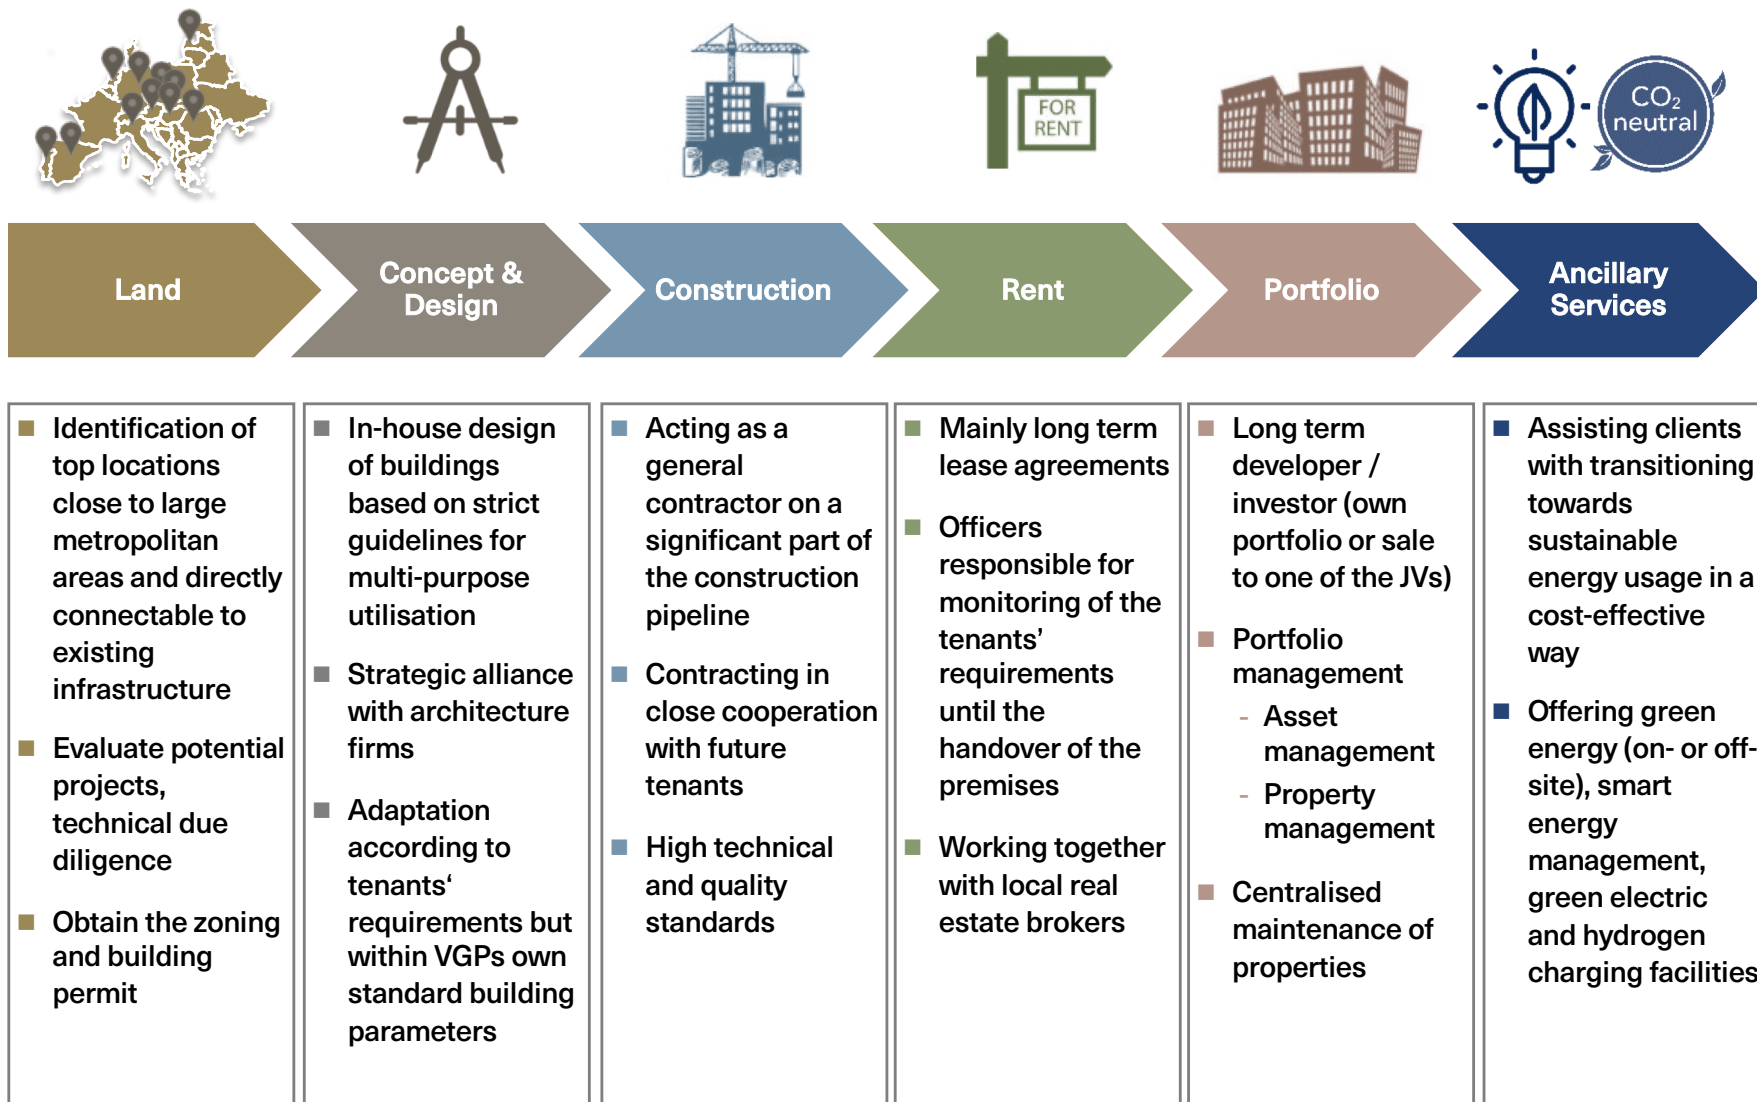 FOR
RENT
CO₂
neutral
Land
Concept &
Design
Construction
Rent
Portfolio
Ancillary
Services
■ Identification of
top locations
close to large
metropolitan
areas and directly
connectable to
existing
infrastructure
■ Evaluate potential
projects,
technical due
diligence
■ Obtain the zoning
and building
permit
■ In-house design
of buildings
based on strict
guidelines for
multi-purpose
utilisation
■ Strategic alliance
with architecture
firms
■ Adaptation
according to
tenants‘
requirements but
within VGPs own
standard building
parameters
■ Acting as a
general
contractor on a
significant part of
the construction
pipeline
■ Contracting in
close cooperation
with future
tenants
■ High technical
and quality
standards
■ Mainly long term
lease agreements
■ Officers
responsible for
monitoring of the
tenants’
requirements
until the
handover of the
premises
■ Working together
with local real
estate brokers
■ Long term
developer /
investor (own
portfolio or sale
to one of the JVs)
■ Portfolio
management
- Asset
management
- Property
management
■ Centralised
maintenance of
properties
■ Assisting clients
with transitioning
towards
sustainable
energy usage in a
cost-effective
way
■ Offering green
energy (on- or off-
site), smart
energy
management,
green electric
and hydrogen
charging facilities